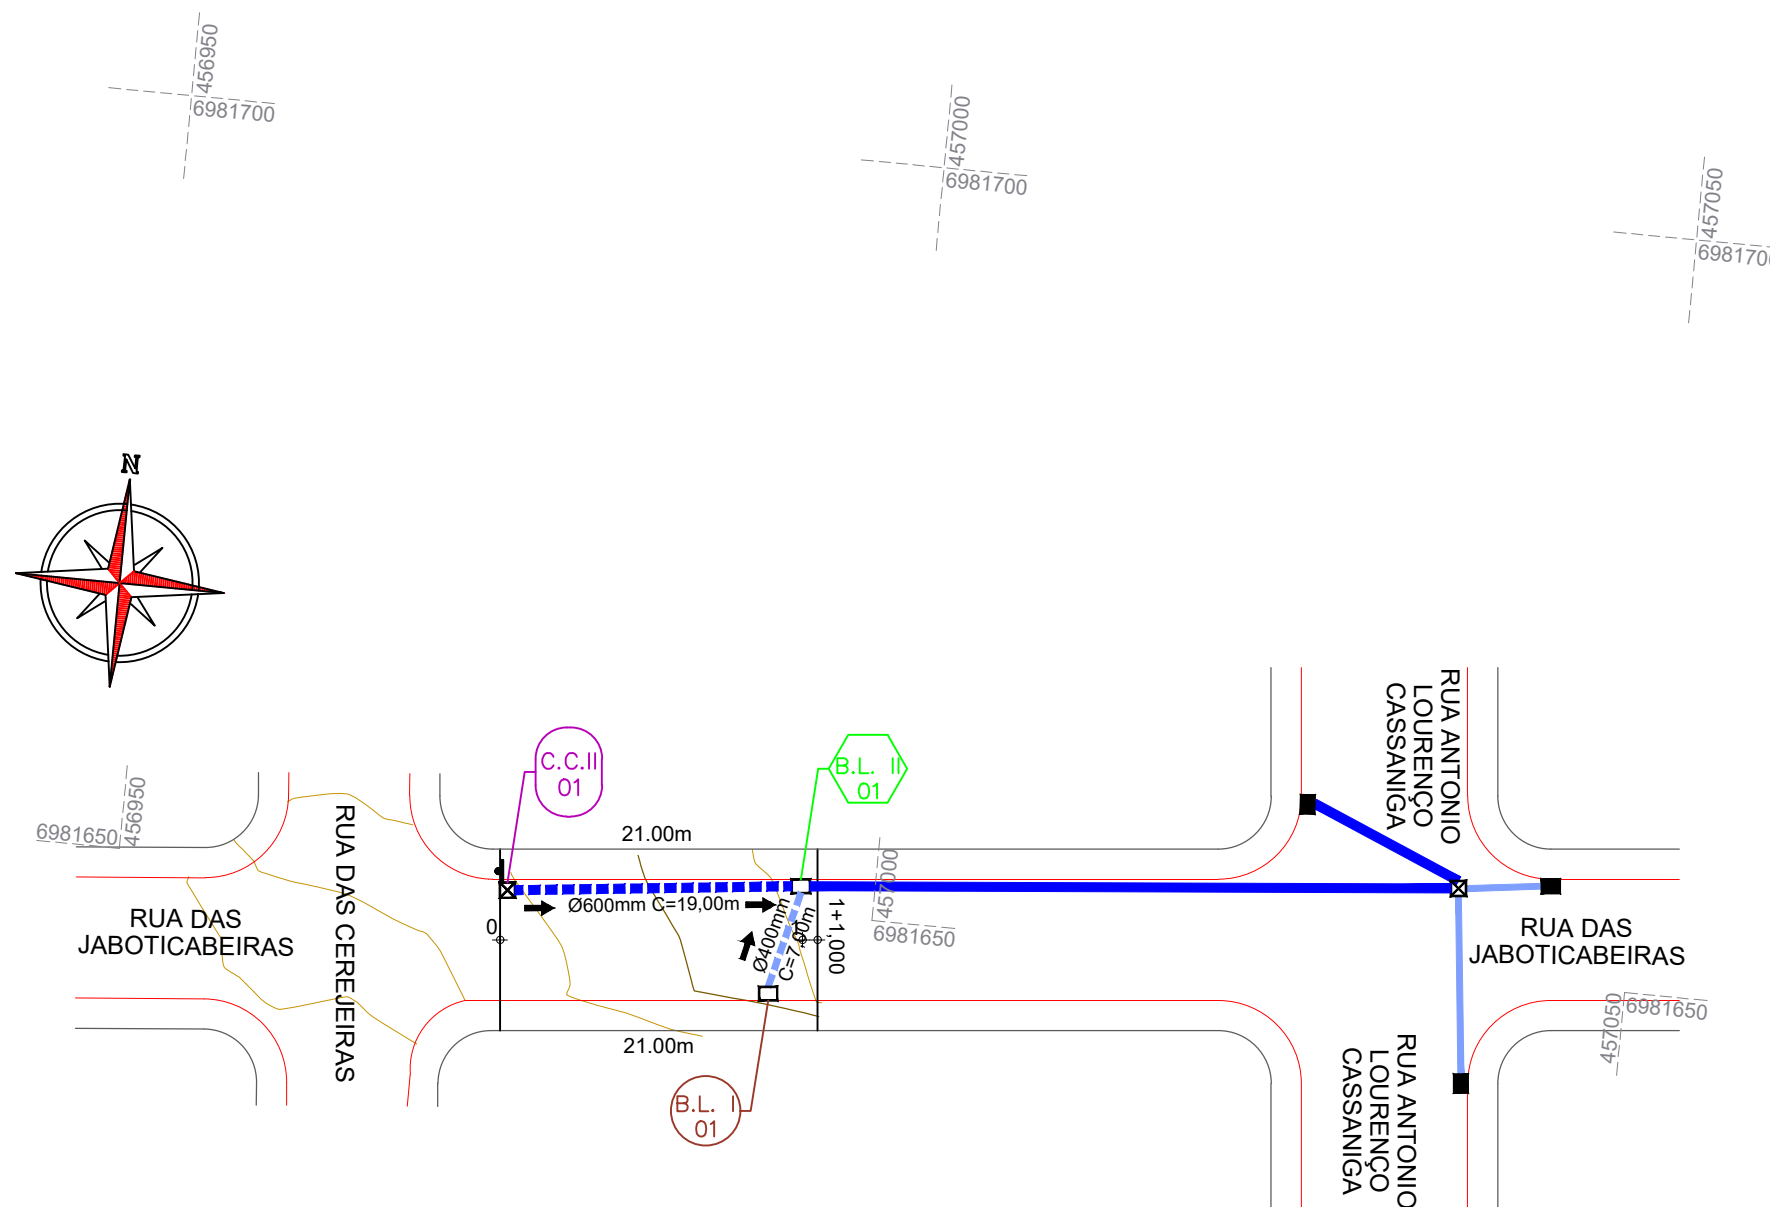 456950
6981700
457000
6981700
457050
6981700
N
C.C.II
01
B.L. II
01
21.00m
6981650
456950
RUA DAS CEREJEIRAS
RUA DAS
JABOTICABEIRAS
Ø600mm C=19,00m
0
Ø400mm
C=7,00m
1
1+1,000
457000
6981650
RUA ANTONIO
LOURENÇO
CASSANIGA
RUA DAS
JABOTICABEIRAS
457050
6981650
21.00m
B.L. I
01
RUA ANTONIO
LOURENÇO
CASSANIGA